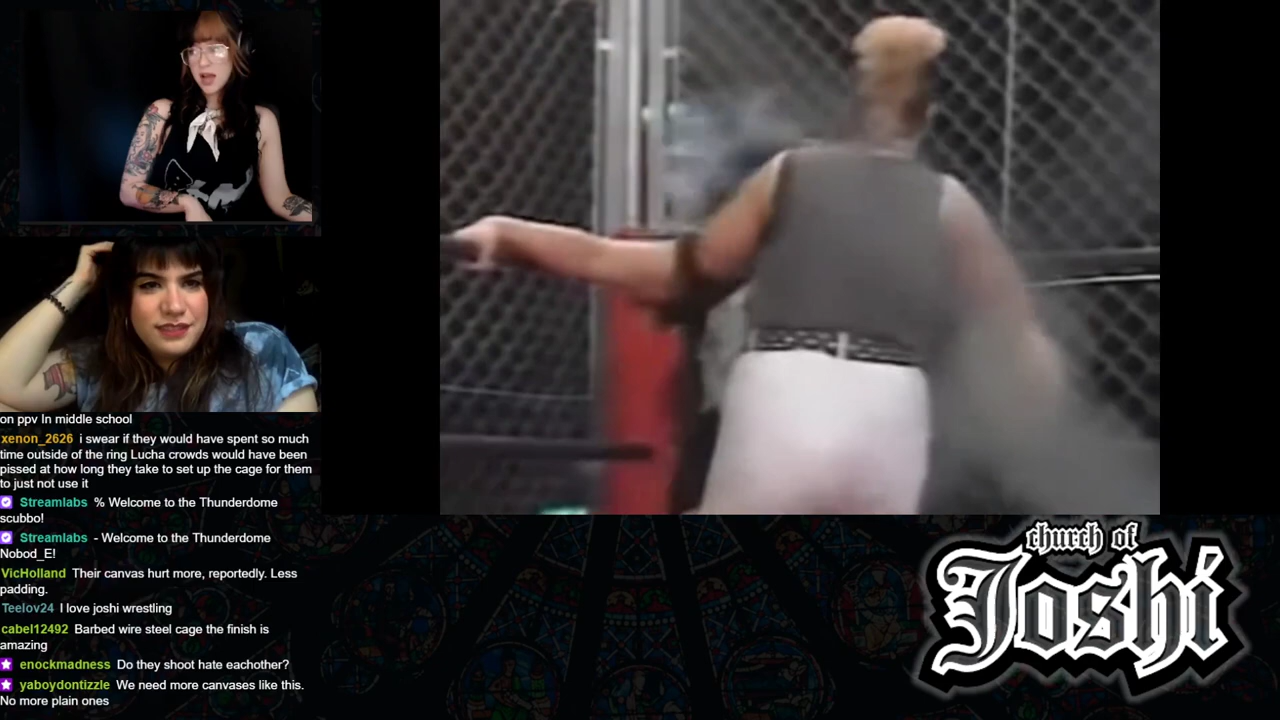 on ppv In middle school
xenon_2626 i swear if they would have spent so much
time outside of the ring Lucha crowds would have been
pissed at how long they take to set up the cage for them
to just not use it
Streamlabs % Welcome to the Thunderdome
scubbo!
Streamlabs - Welcome to the Thunderdome
Nobod_E!
VicHolland Their canvas hurt more, reportedly. Less
padding.
Teelov24 I love joshi wrestling
cabel12492 Barbed wire steel cage the finish is
amazing
enockmadness Do they shoot hate eachother?
yaboydontizzle We need more canvases like this.
No more plain ones
church of
Joshi